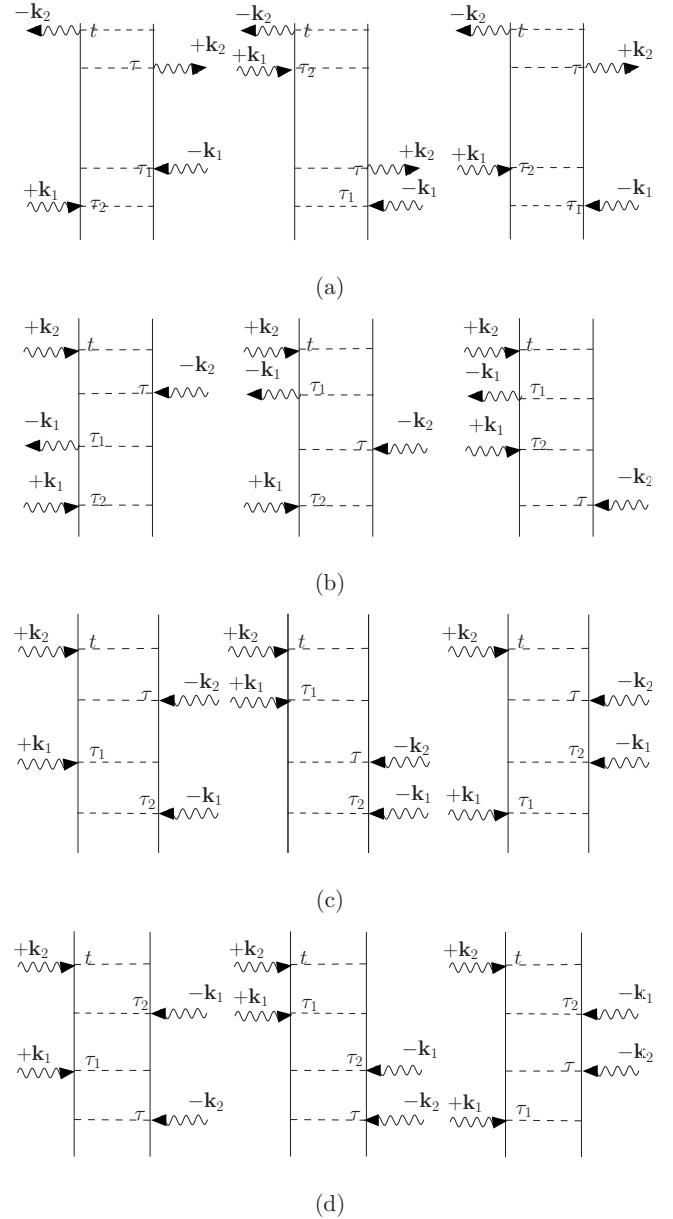 −k₂ t −k₂ t −k₂ t
τ +k₂ +k₁ τ₂ τ +k₂
τ₁ −k₁ τ +k₂ +k₁ τ₂
+k₁ τ₂ τ₁ −k₁ τ₁ −k₁
(a)
+k₂ t +k₂ t +k₂ t
τ −k₂ −k₁ τ₁ −k₁ τ₁
−k₁ τ₁ τ −k₂ +k₁ τ₂
+k₁ τ₂ +k₁ τ₂ τ −k₂
(b)
+k₂ t +k₂ t +k₂ t
τ −k₂ +k₁ τ₁ τ −k₂
+k₁ τ₁ τ −k₂ τ₂ −k₁
τ₂ −k₁ τ₂ −k₁ +k₁ τ₁
(c)
+k₂ t +k₂ t +k₂ t
τ₂ −k₁ +k₁ τ₁ τ₂ −k₁
+k₁ τ₁ τ₂ −k₁ τ −k₂
τ −k₂ τ −k₂ +k₁ τ₁
(d)